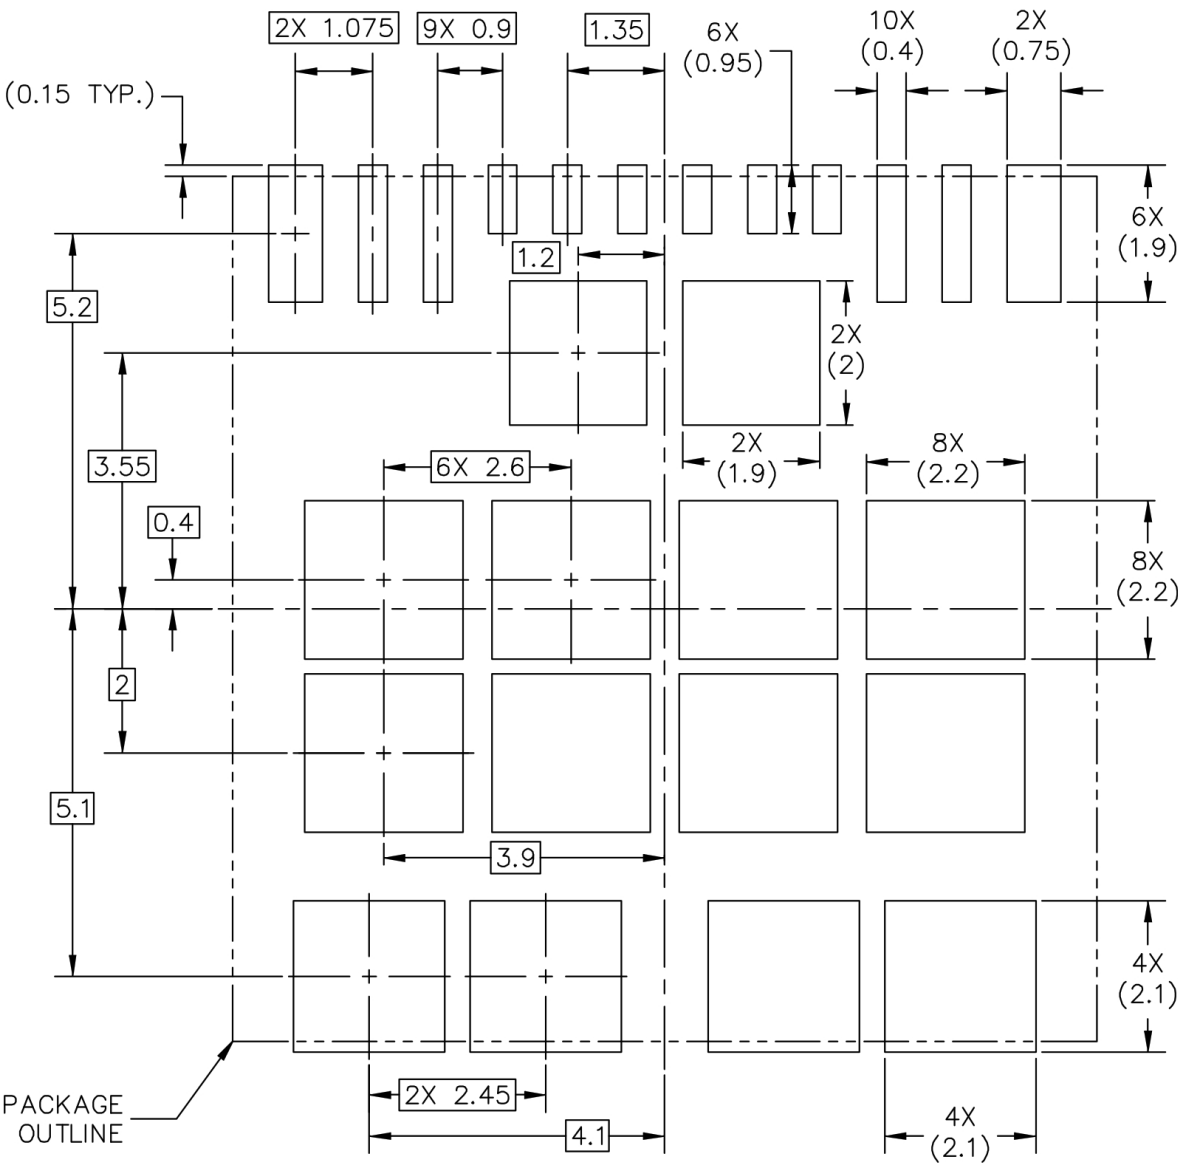 2X 1.075
9X 0.9
1.35
6X
(0.95)
10X
(0.4)
2X
(0.75)
(0.15 TYP.)
6X
(1.9)
1.2
5.2
2X
(2)
3.55
6X 2.6
2X
(1.9)
8X
(2.2)
0.4
8X
(2.2)
2
5.1
3.9
4X
(2.1)
2X 2.45
PACKAGE
OUTLINE
4.1
4X
(2.1)